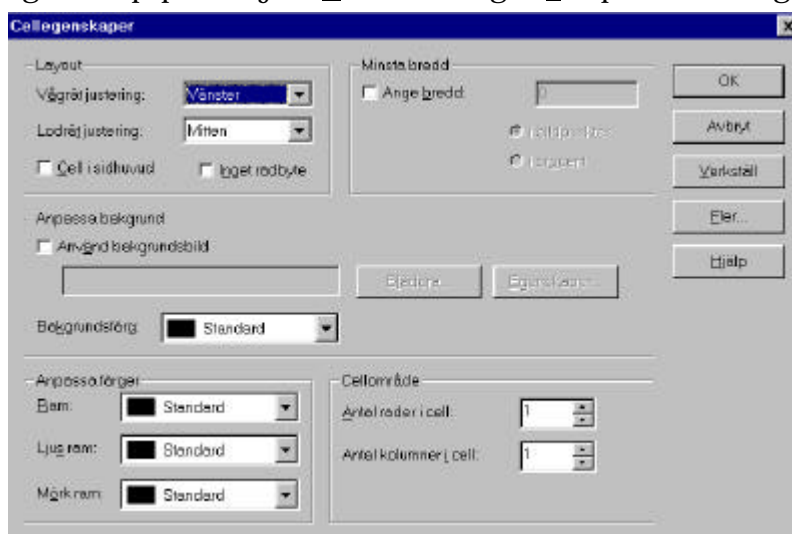 Cellegenskaper
Layout
Vågrät justering:
Vänster
Lodrät justering:
Mitten
Cell i sidhuvud
Inget radbyte
Minsta bredd
Ange bredd:
0
i bildpunkter
i procent
OK
Avbryt
Verkställ
Fler...
Hjälp
Anpassa bakgrund
Använd bakgrundsbild
Bläddra...
Egenskaper...
Bakgrundsfärg:
Standard
Anpassa färger
Ram:
Standard
Ljus ram:
Standard
Mörk ram:
Standard
Cellområde
Antal rader i cell:
1
Antal kolumner i cell:
1